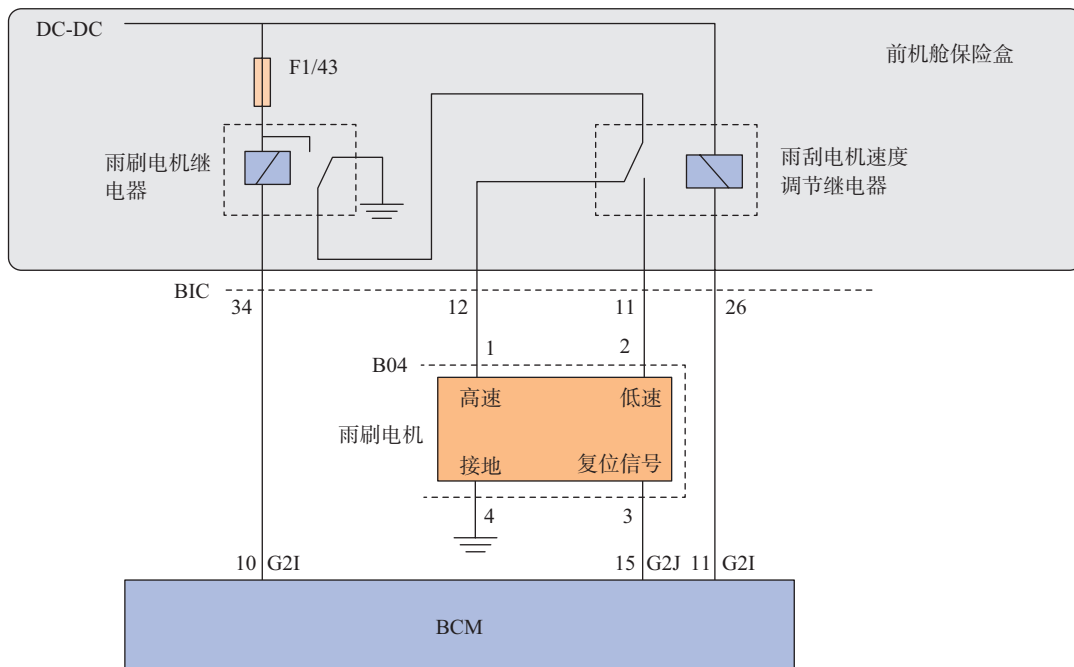 DC-DC
前机舱保险盒
F1/43
雨刷电机继
电器
雨刮电机速度
调节继电器
BIC
34
12
11
26
1
2
B04
高速
低速
雨刷电机
接地
复位信号
4
3
10 G2I
15 G2J
11 G2I
BCM